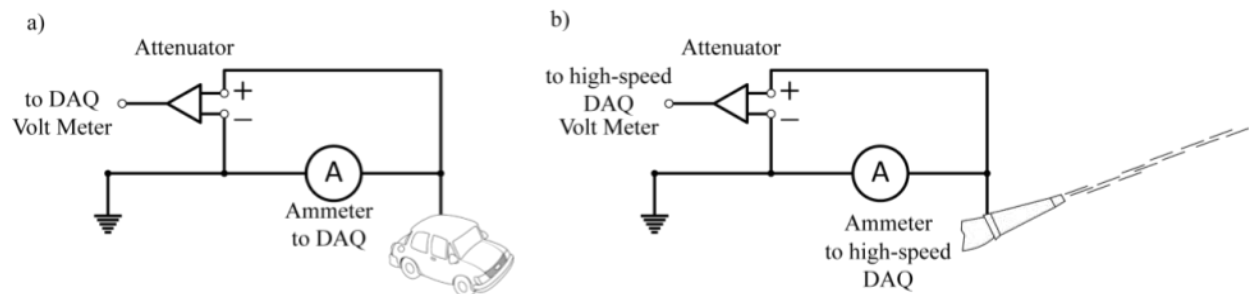 a)
Attenuator
to DAQ
Volt Meter
+
−
A
Ammeter
to DAQ
b)
Attenuator
to high-speed
DAQ
Volt Meter
+
−
A
Ammeter
to high-speed
DAQ